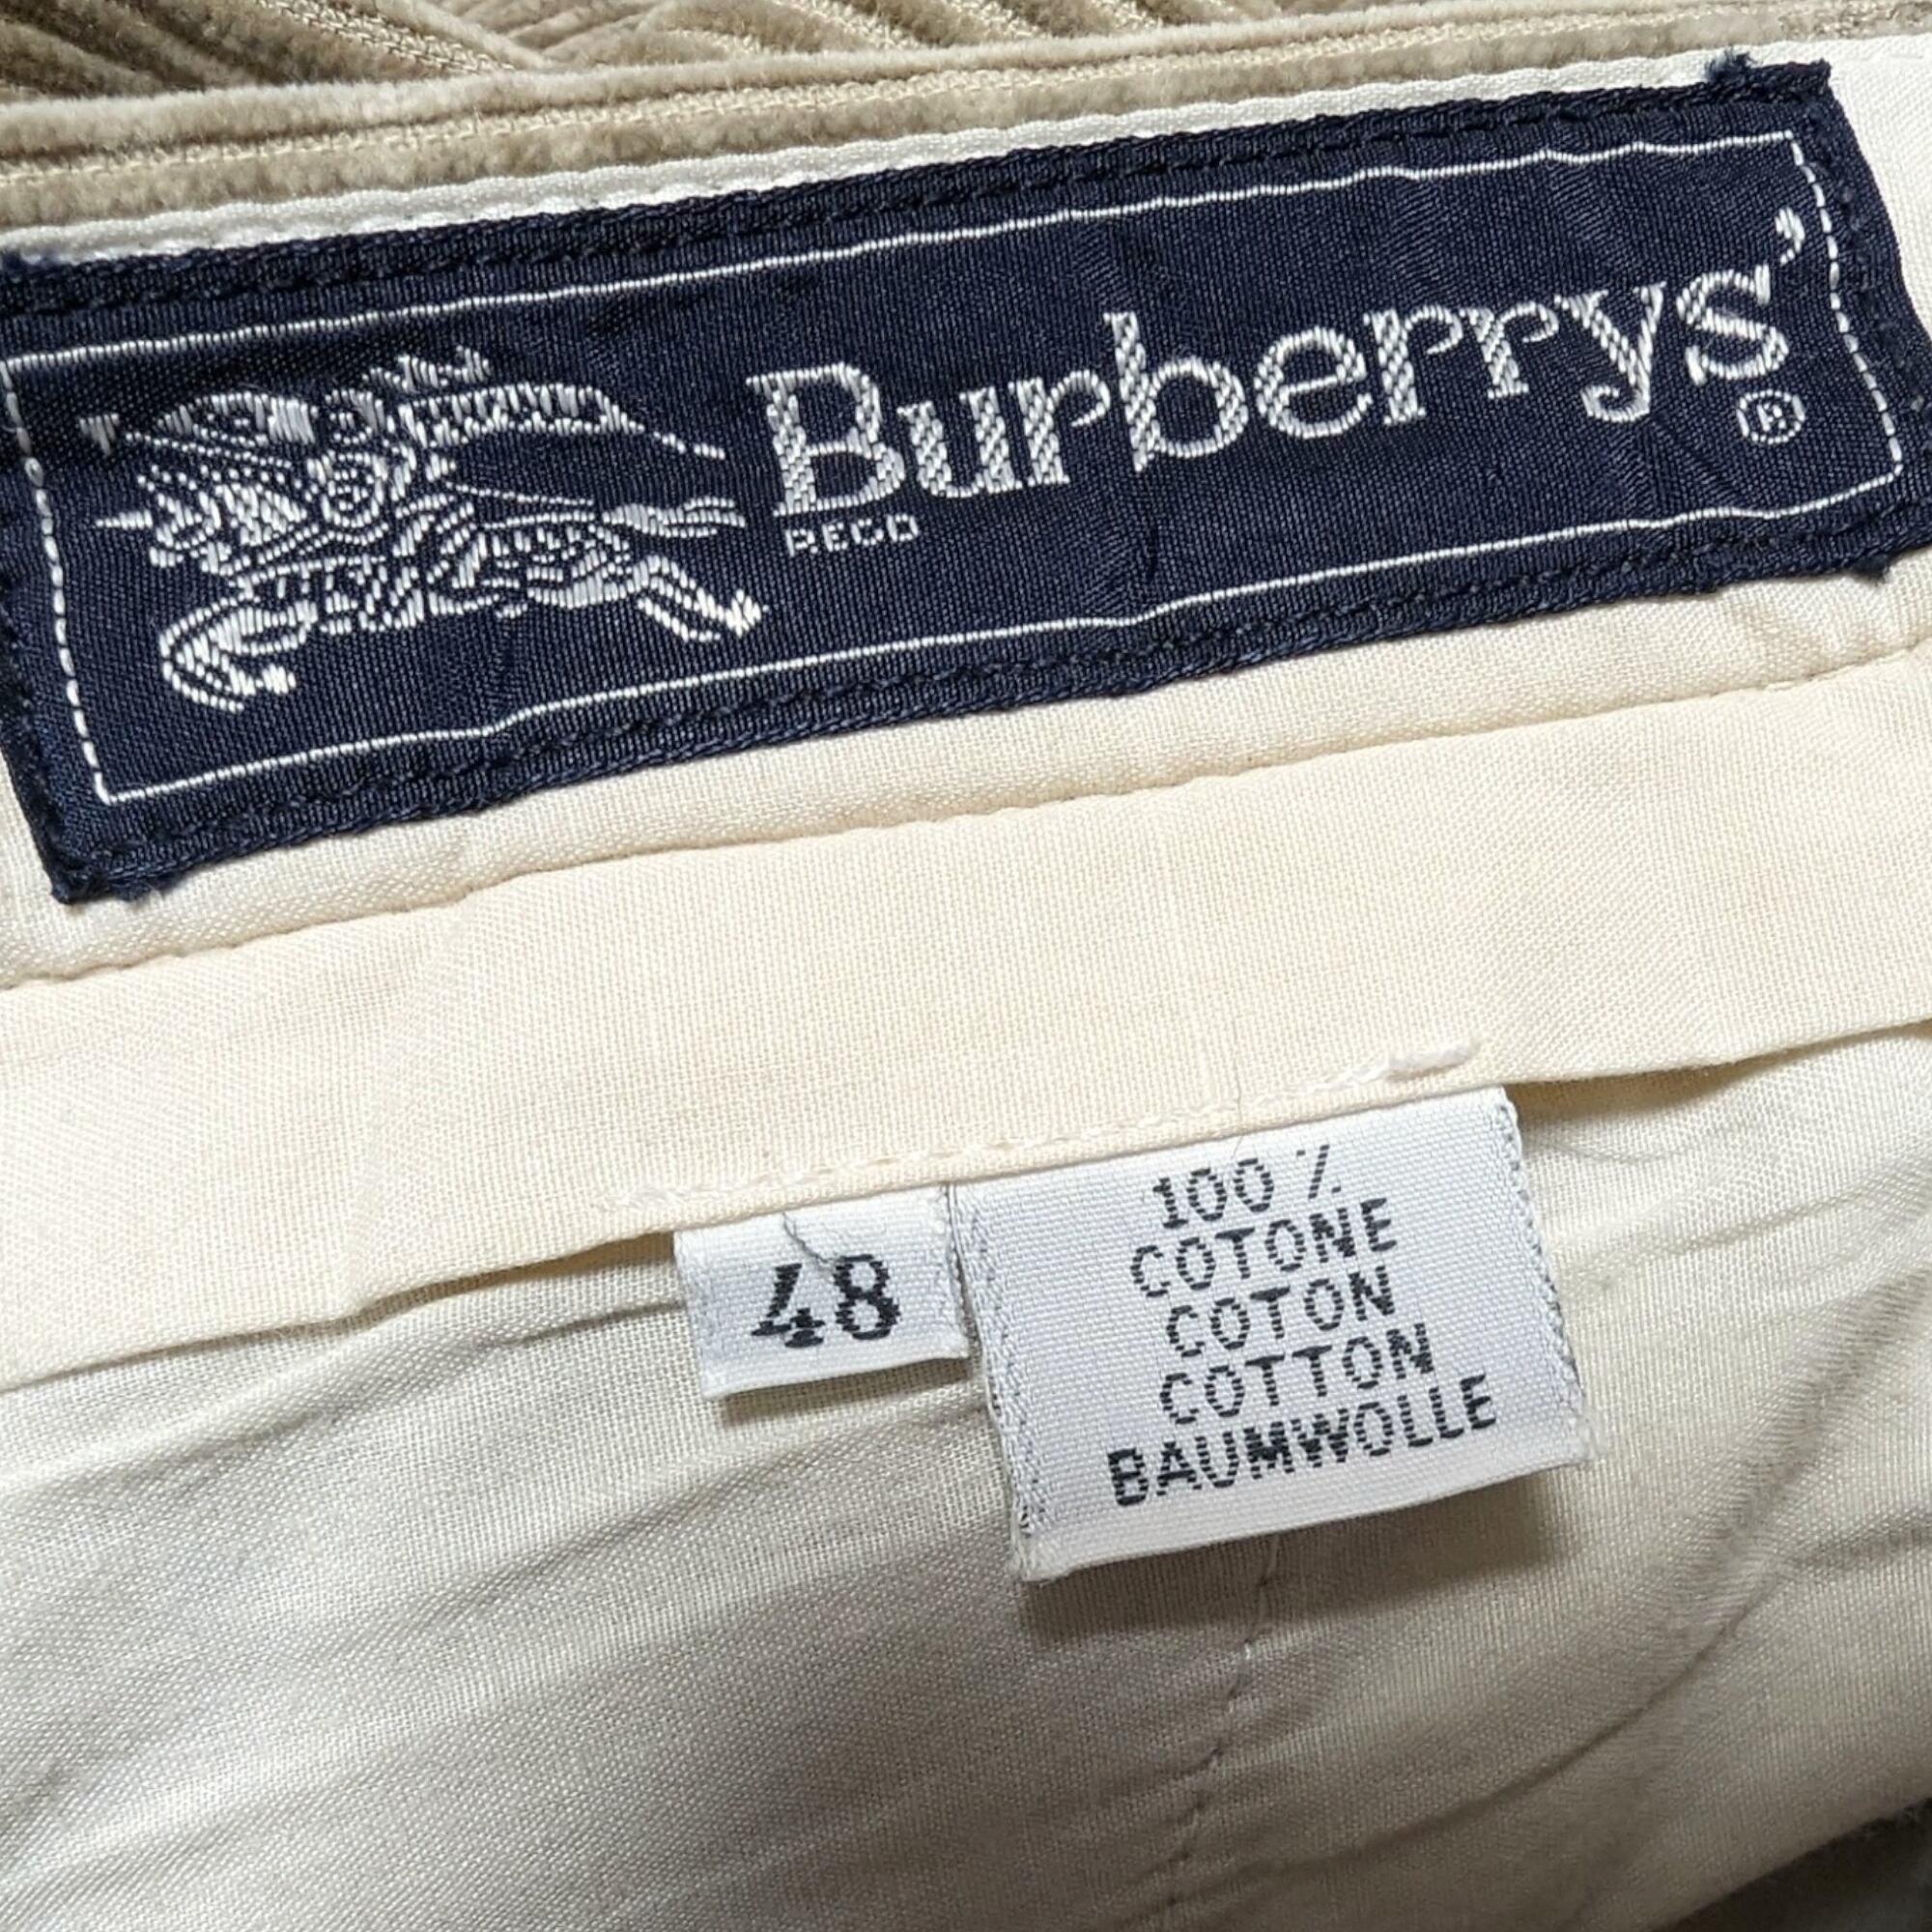 Burberrys'
®
REGD
48
100%
COTONE
COTON
COTTON
BAUMWOLLE